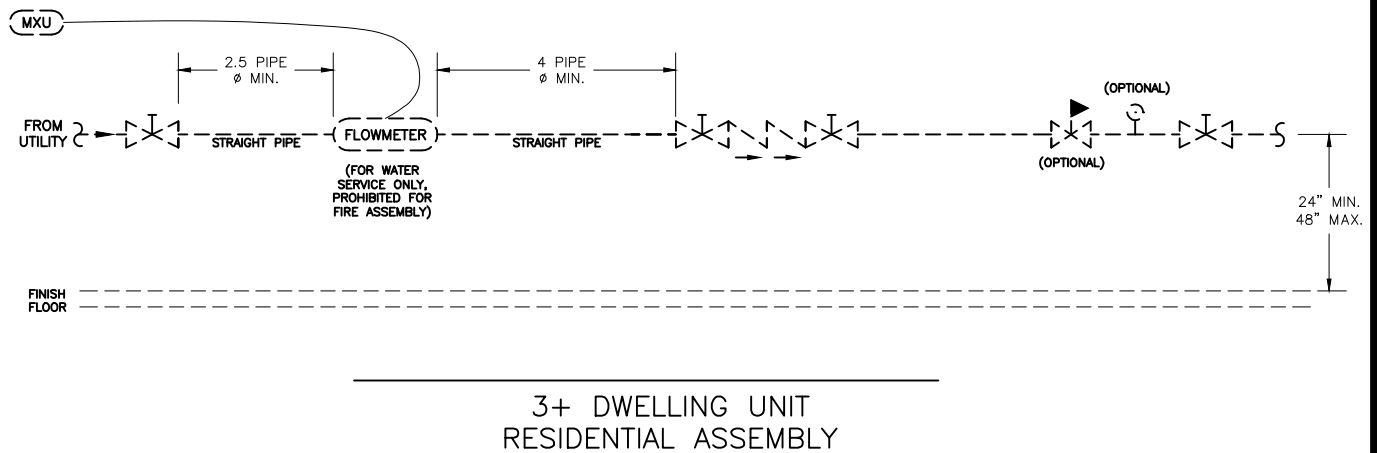 MXU
2.5 PIPE
ø MIN.
4 PIPE
ø MIN.
(OPTIONAL)
FROM
UTILITY
STRAIGHT PIPE
FLOWMETER
STRAIGHT PIPE
(OPTIONAL)
(FOR WATER
SERVICE ONLY,
PROHIBITED FOR
FIRE ASSEMBLY)
24" MIN.
48" MAX.
FINISH
FLOOR
3+ DWELLING UNIT
RESIDENTIAL ASSEMBLY